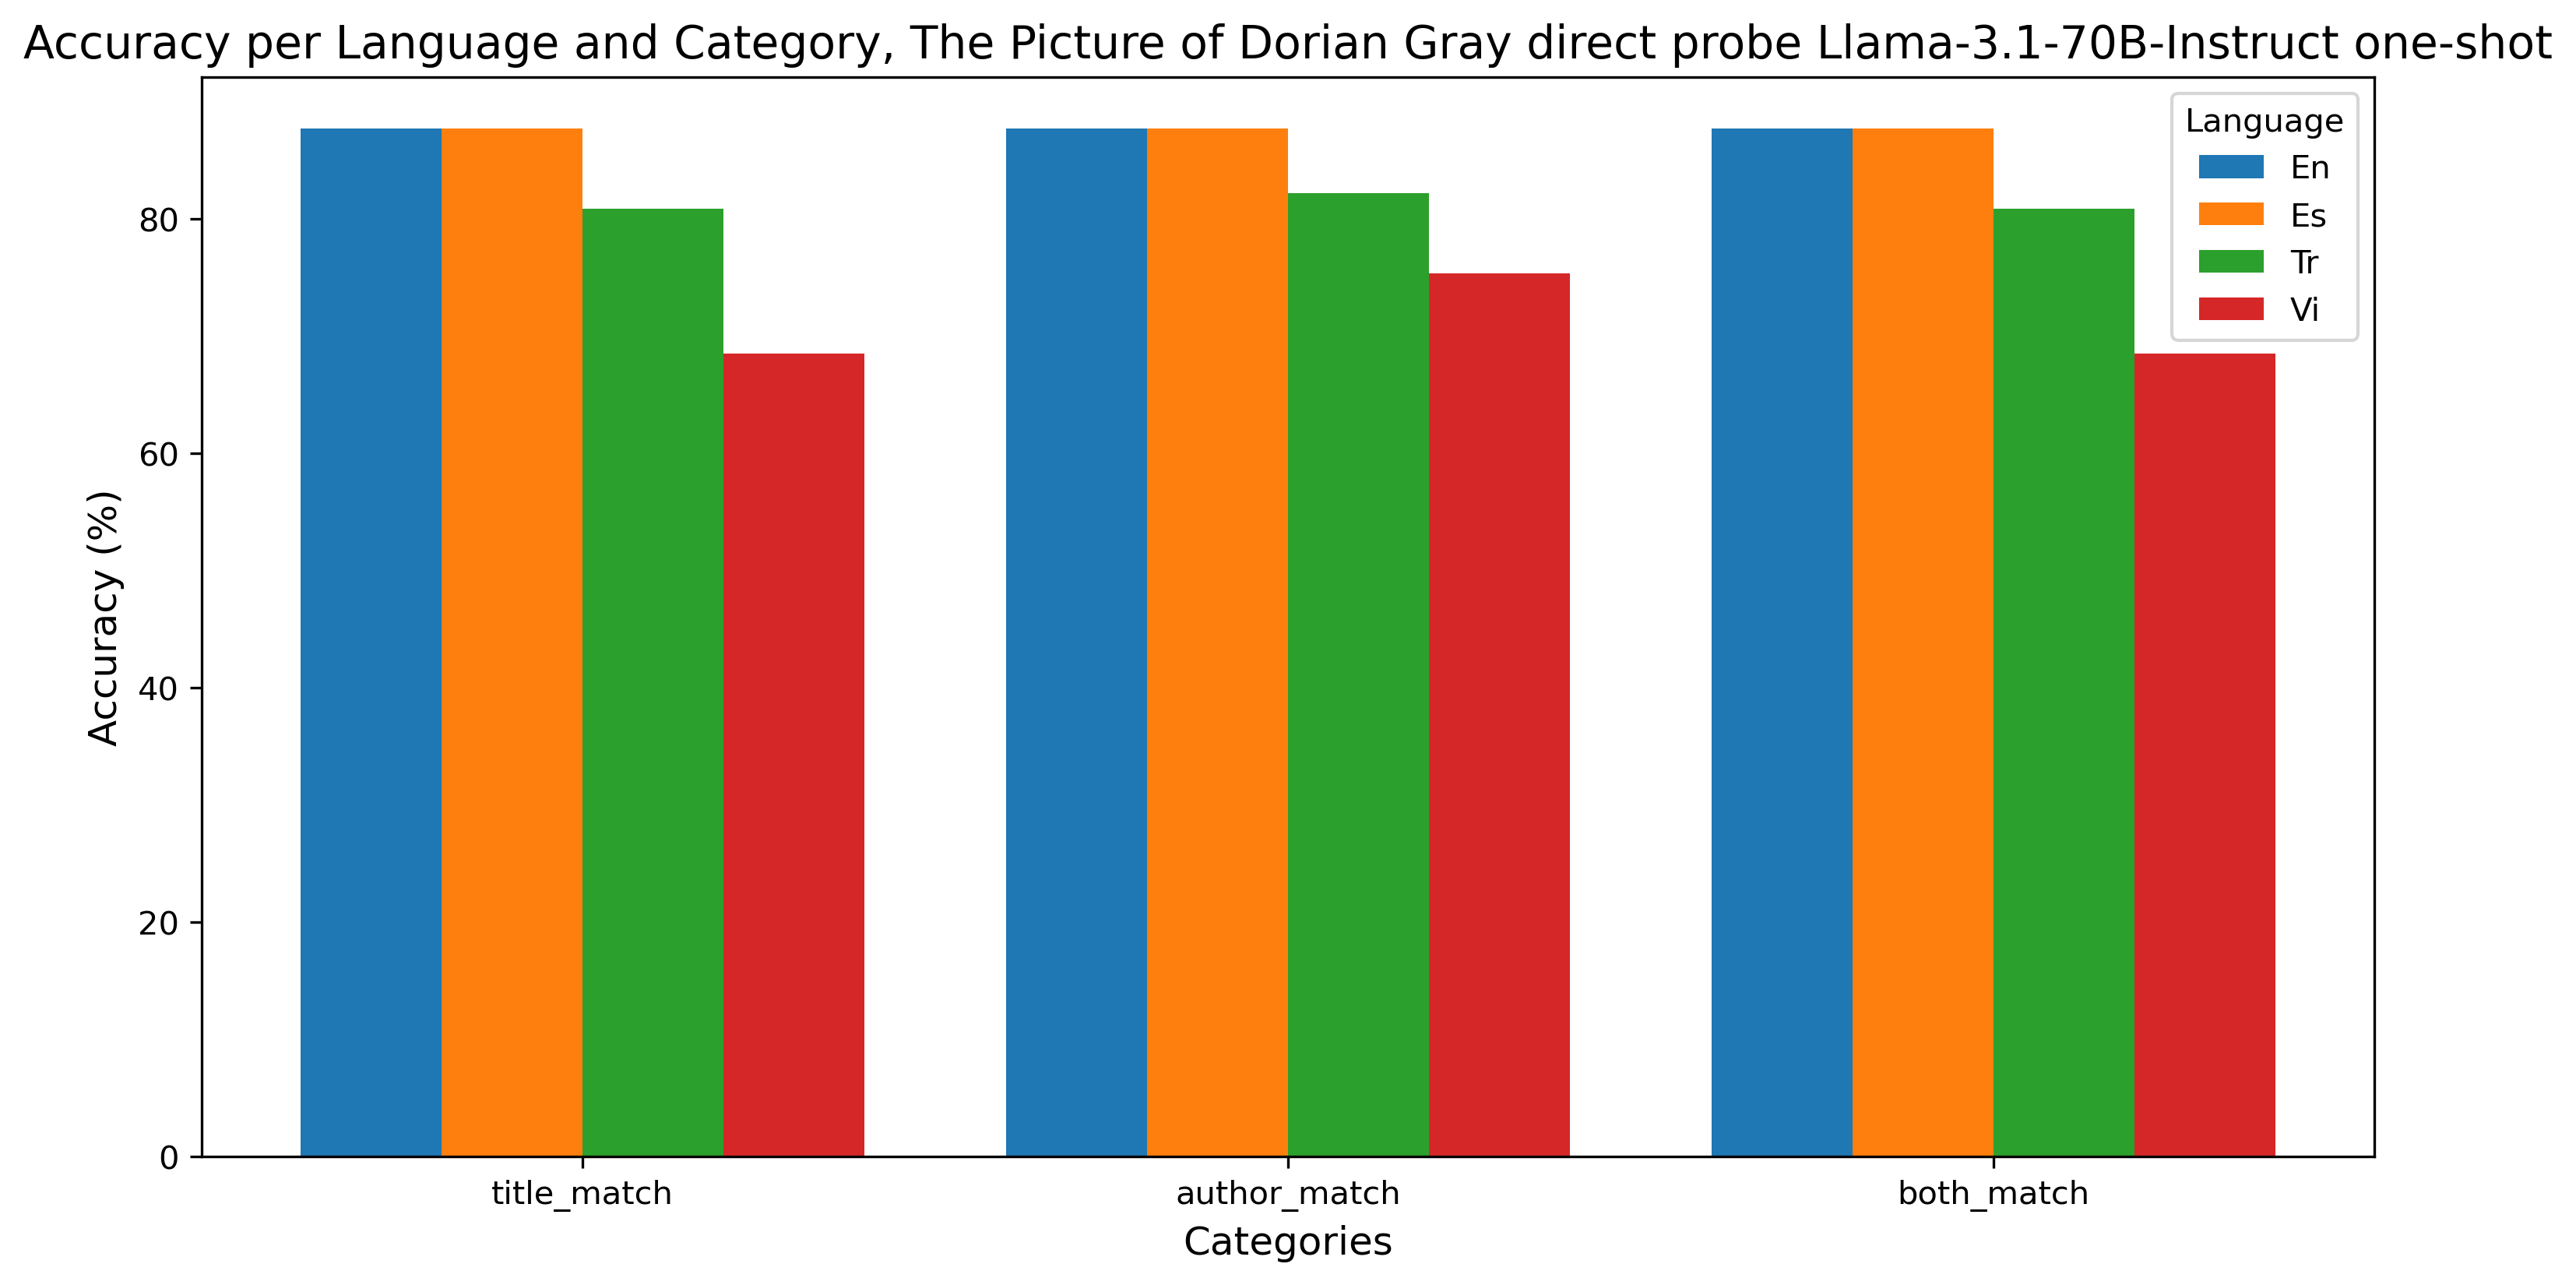 Accuracy per Language and Category, The Picture of Dorian Gray direct probe Llama-3.1-70B-Instruct one-shot
Language
En
Es
Tr
Vi
Accuracy (%)
80
60
40
20
0
title_match author_match both_match
Categories